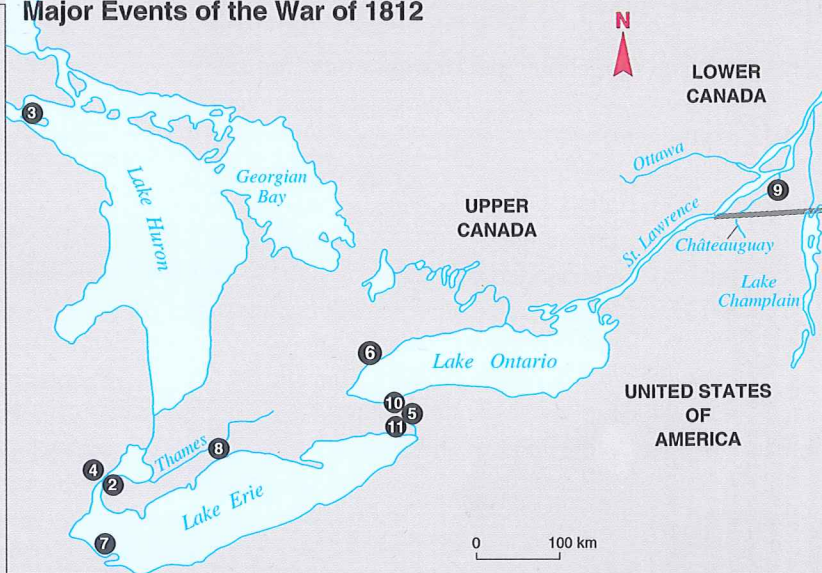 Major Events of the War of 1812
N
LOWER
CANADA
3
Ottawa
Georgian
Bay
9
Lake Huron
UPPER
CANADA
St. Lawrence
Châteauguay
Lake
Champlain
6
Lake Ontario
UNITED STATES
OF
AMERICA
10
5
11
8
Thames
4
2
Lake Erie
7
0
100 km